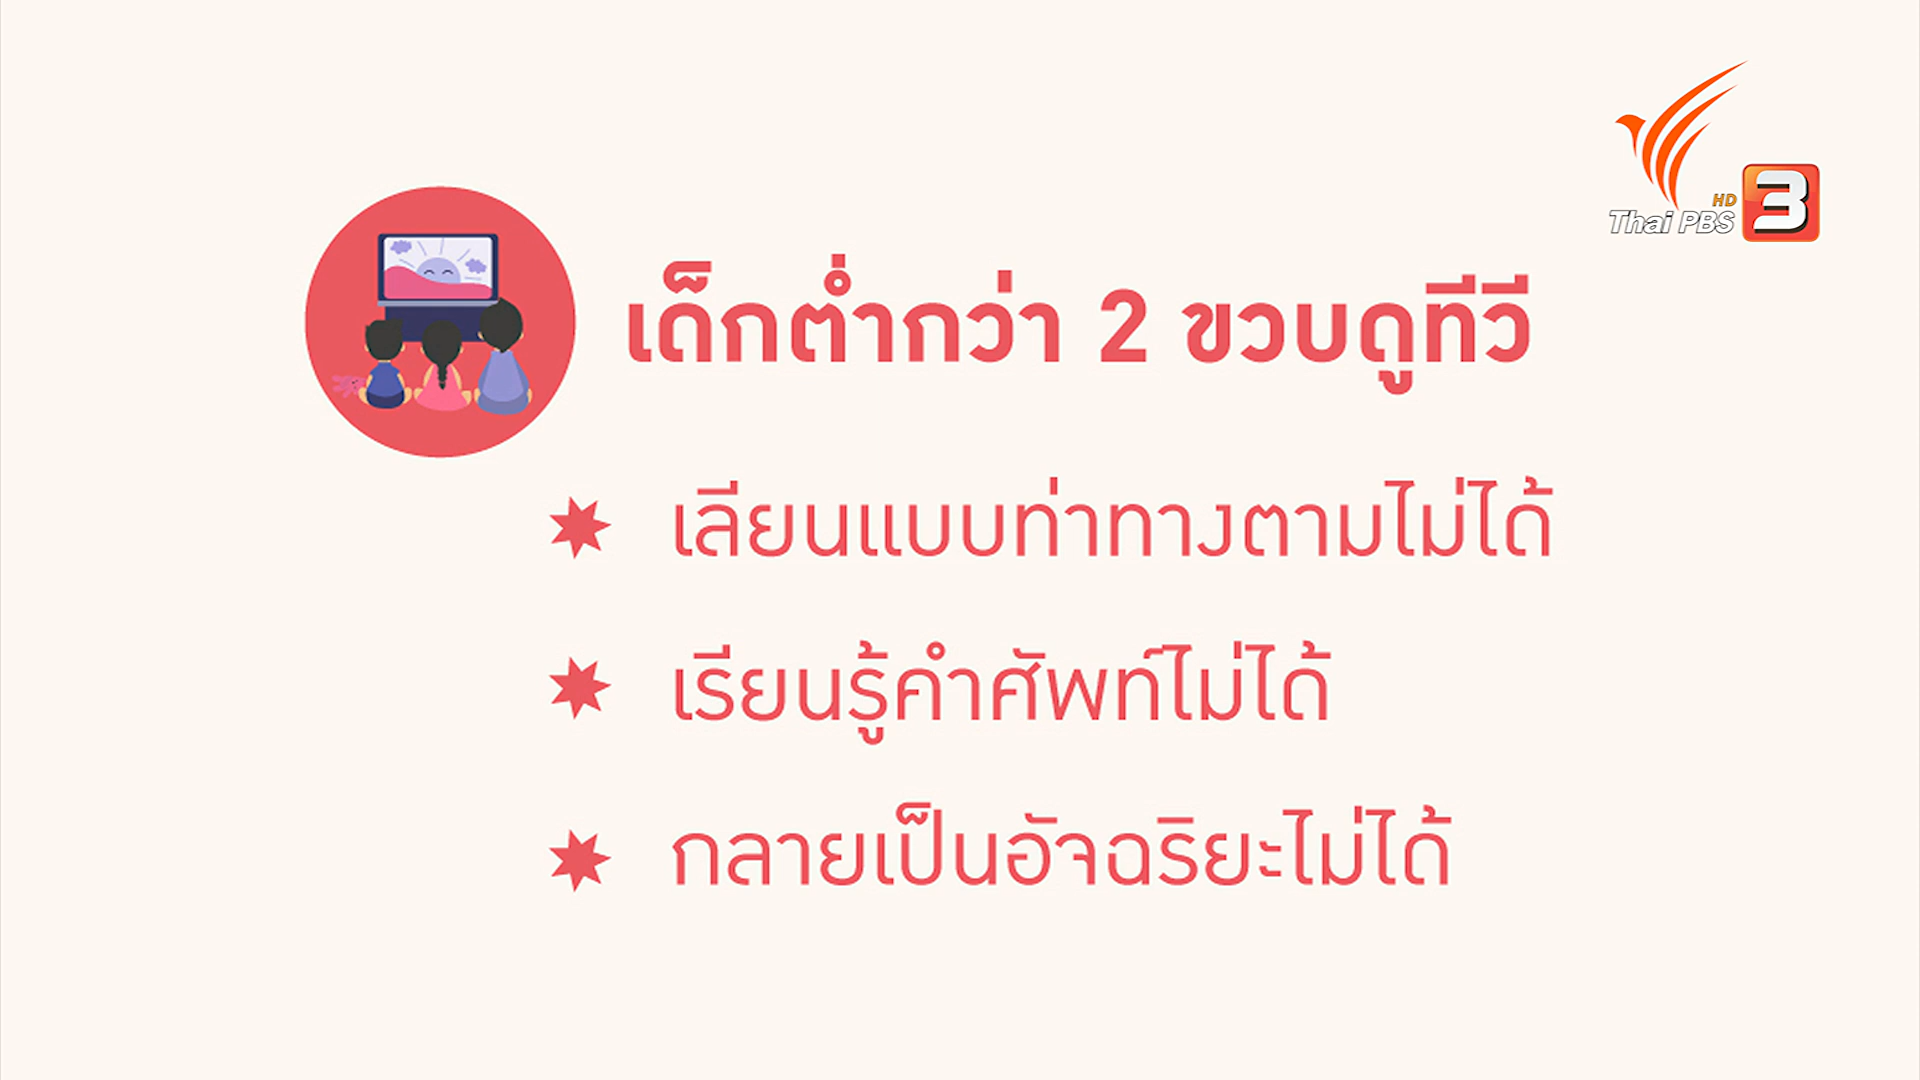 HD
Thai PBS 3
เด็กต่ำกว่า 2 ขวบดูทีวี
เลียนแบบท่าทางตามไม่ได้
เรียนรู้คำศัพท์ไม่ได้
กลายเป็นอัจฉริยะไม่ได้